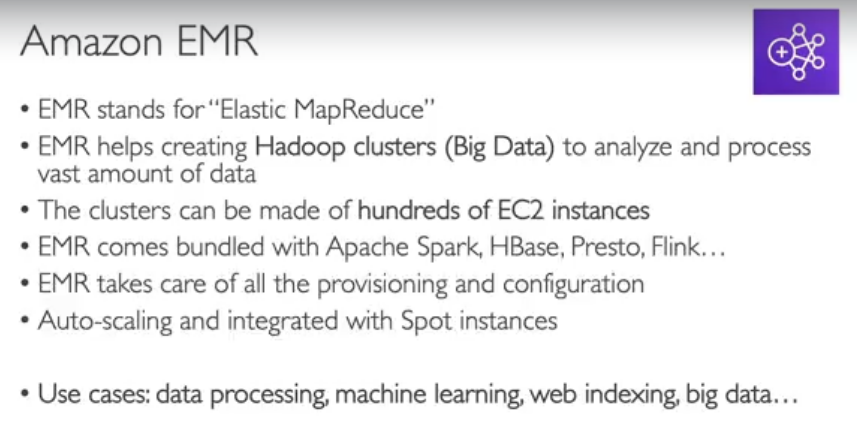 Amazon EMR
• EMR stands for “Elastic MapReduce”
• EMR helps creating Hadoop clusters (Big Data) to analyze and process
vast amount of data
• The clusters can be made of hundreds of EC2 instances
• EMR comes bundled with Apache Spark, HBase, Presto, Flink…
• EMR takes care of all the provisioning and configuration
• Auto-scaling and integrated with Spot instances
• Use cases: data processing, machine learning, web indexing, big data…